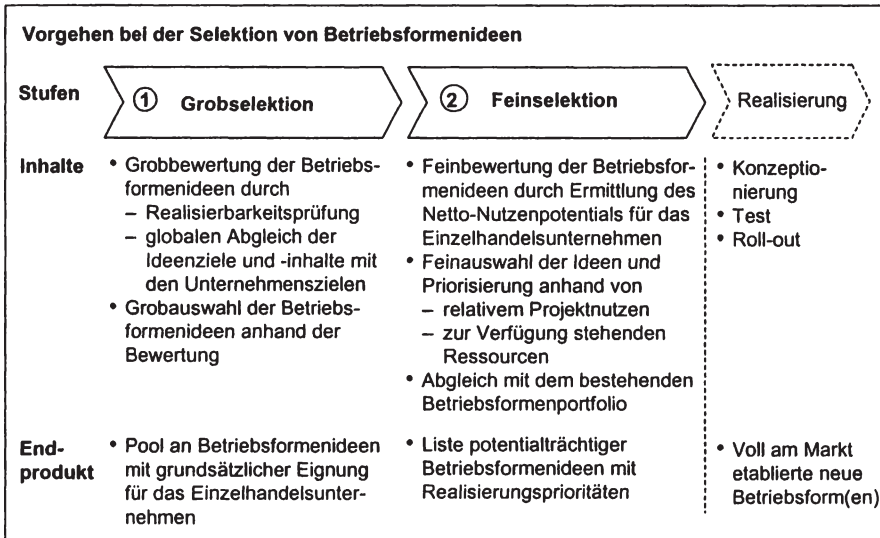 Vorgehen bei der Selektion von Betriebsformenideen
Stufen
① Grobselektion
② Feinselektion
Realisierung
Inhalte
• Grobbewertung der Betriebs-
formenideen durch
– Realisierbarkeitsprüfung
– globalen Abgleich der
Ideenziele und -inhalte mit
den Unternehmenszielen
• Grobauswahl der Betriebs-
formenideen anhand der
Bewertung
• Feinbewertung der Betriebsfor-
menideen durch Ermittlung des
Netto-Nutzenpotentials für das
Einzelhandelsunternehmen
• Feinauswahl der Ideen und
Priorisierung anhand von
– relativem Projektnutzen
– zur Verfügung stehenden
Ressourcen
• Abgleich mit dem bestehenden
Betriebsformenportfolio
• Konzeptio-
nierung
• Test
• Roll-out
End-
produkt
• Pool an Betriebsformenideen
mit grundsätzlicher Eignung
für das Einzelhandelsunter-
nehmen
• Liste potentialträchtiger
Betriebsformenideen mit
Realisierungsprioritäten
• Voll am Markt
etablierte neue
Betriebsform(en)